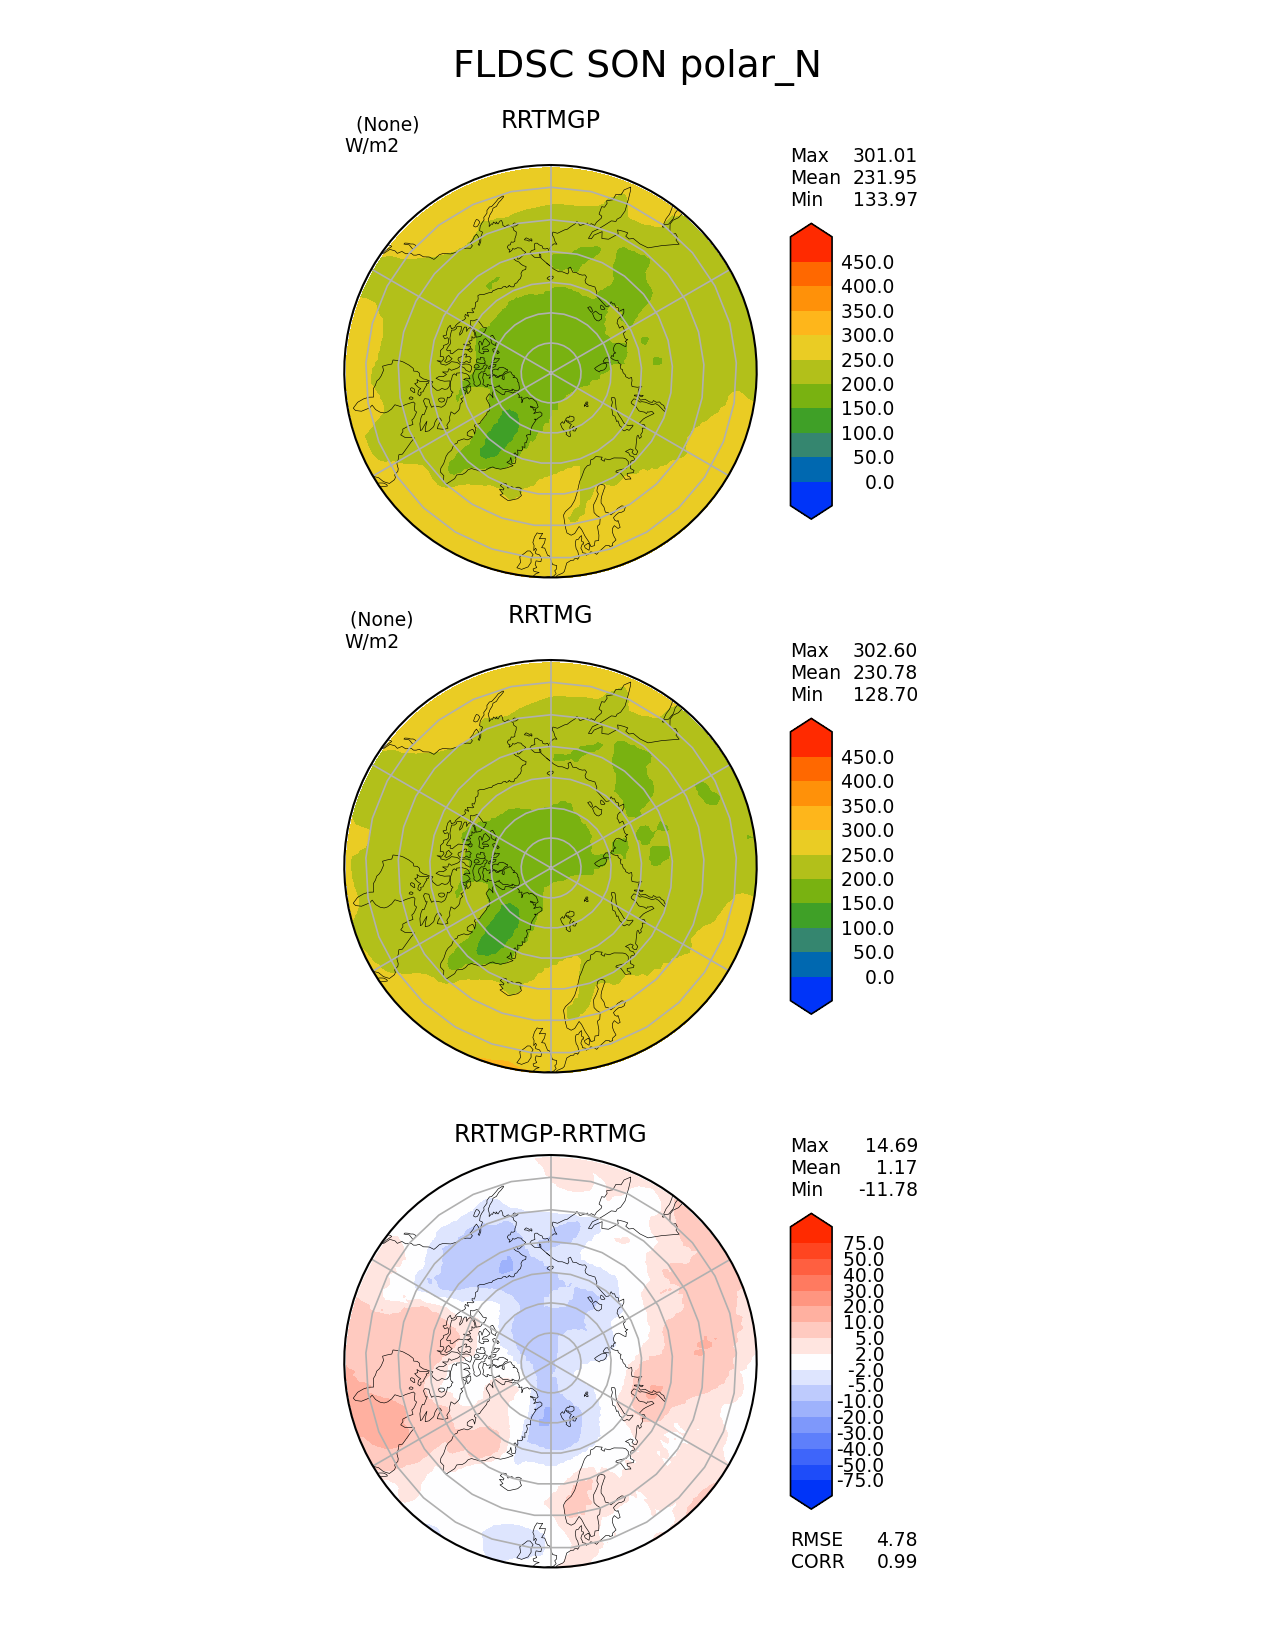 FLDSC SON polar_N
RRTMGP
(None)
W/m2
Max 301.01
Mean 231.95
Min 133.97
450.0
400.0
350.0
300.0
250.0
200.0
150.0
100.0
50.0
0.0
RRTMG
(None)
W/m2
Max 302.60
Mean 230.78
Min 128.70
450.0
400.0
350.0
300.0
250.0
200.0
150.0
100.0
50.0
0.0
RRTMGP-RRTMG
Max 14.69
Mean 1.17
Min -11.78
75.0
50.0
40.0
30.0
20.0
10.0
5.0
2.0
-2.0
-5.0
-10.0
-20.0
-30.0
-40.0
-50.0
-75.0
RMSE 4.78
CORR 0.99